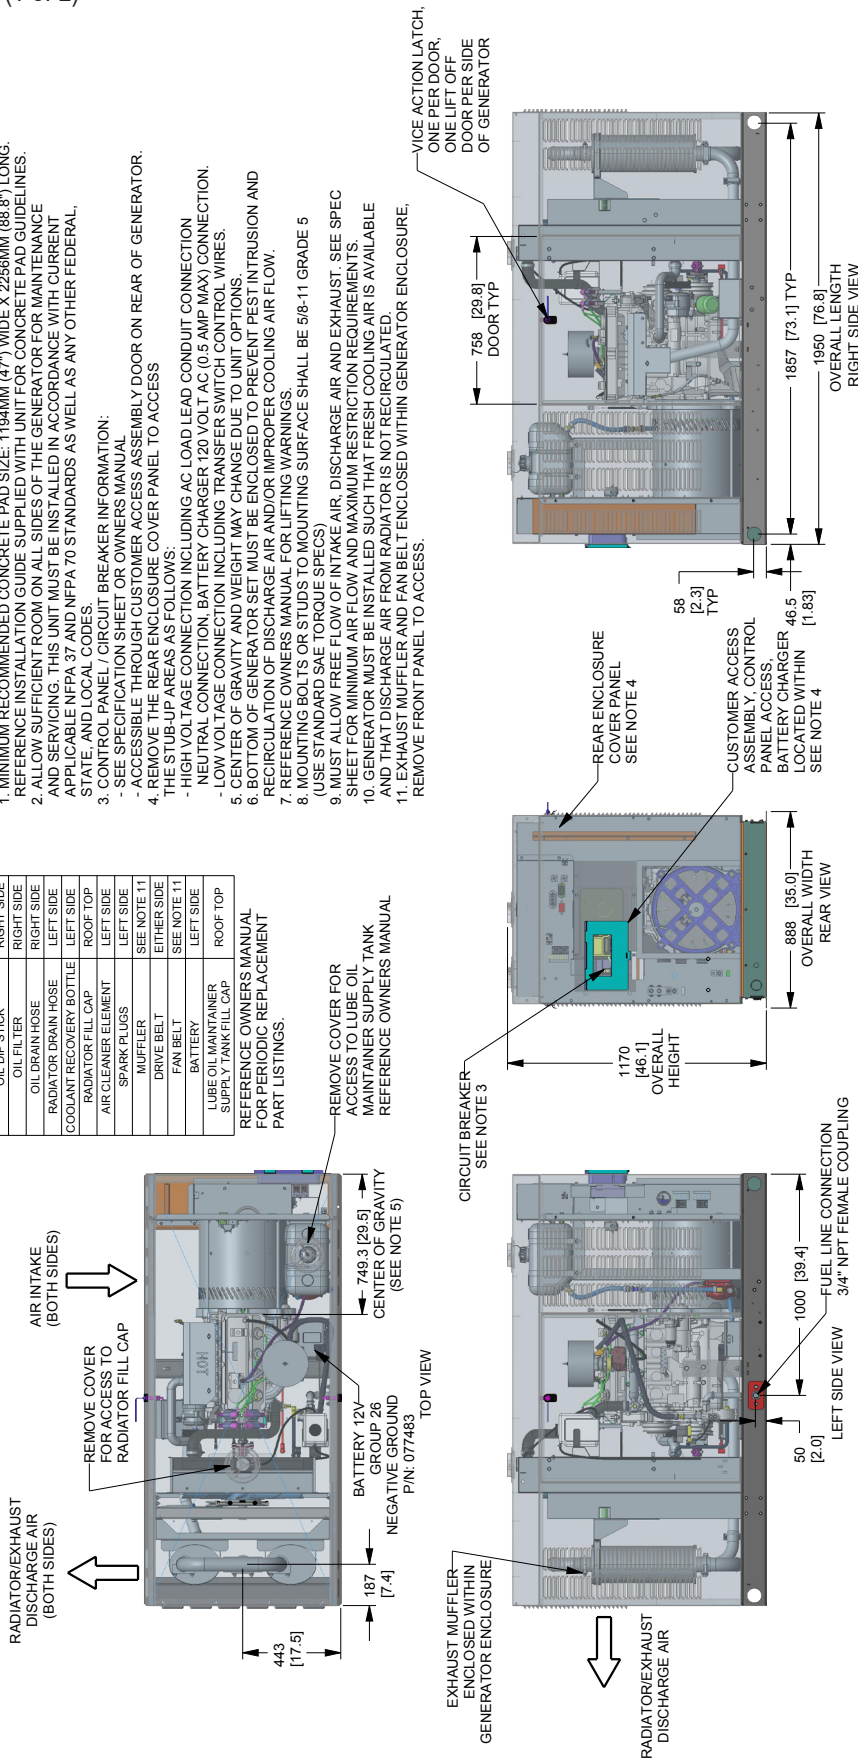 1. MINIMUM RECOMMENDED CONCRETE PAD SIZE: 1194MM (47") WIDE X 2256MM (88.8") LONG.
REFERENCE INSTALLATION GUIDE SUPPLIED WITH UNIT FOR CONCRETE PAD GUIDELINES.
2. ALLOW SUFFICIENT ROOM ON ALL SIDES OF THE GENERATOR FOR MAINTENANCE
AND SERVICING. THIS UNIT MUST BE INSTALLED IN ACCORDANCE WITH CURRENT
APPLICABLE NFPA 37 AND NFPA 70 STANDARDS AS WELL AS ANY OTHER FEDERAL,
STATE, AND LOCAL CODES.
3. CONTROL PANEL / CIRCUIT BREAKER INFORMATION:
- SEE SPECIFICATION SHEET OR OWNERS MANUAL
- ACCESSIBLE THROUGH CUSTOMER ACCESS ASSEMBLY DOOR ON REAR OF GENERATOR.
4. REMOVE THE REAR ENCLOSURE COVER PANEL TO ACCESS
THE STUB-UP AREAS AS FOLLOWS:
- HIGH VOLTAGE CONNECTION INCLUDING AC LOAD LEAD CONDUIT CONNECTION
NEUTRAL CONNECTION, BATTERY CHARGER 120 VOLT AC (0.5 AMP MAX) CONNECTION.
- LOW VOLTAGE CONNECTION INCLUDING TRANSFER SWITCH CONTROL WIRES.
5. CENTER OF GRAVITY AND WEIGHT MAY CHANGE DUE TO UNIT OPTIONS.
6. BOTTOM OF GENERATOR SET MUST BE ENCLOSED TO PREVENT PEST INTRUSION AND
RECIRCULATION OF DISCHARGE AIR AND/OR IMPROPER COOLING AIR FLOW.
7. REFERENCE OWNERS MANUAL FOR LIFTING WARNINGS.
8. MOUNTING BOLTS OR STUDS TO MOUNTING SURFACE SHALL BE 5/8-11 GRADE 5
(USE STANDARD SAE TORQUE SPECS)
9. MUST ALLOW FREE FLOW OF INTAKE AIR, DISCHARGE AIR AND EXHAUST. SEE SPEC
SHEET FOR MINIMUM AIR FLOW AND MAXIMUM RESTRICTION REQUIREMENTS.
10. GENERATOR MUST BE INSTALLED SUCH THAT FRESH COOLING AIR IS AVAILABLE
AND THAT DISCHARGE AIR FROM RADIATOR IS NOT RECIRCULATED.
11. EXHAUST MUFFLER AND FAN BELT ENCLOSED WITHIN GENERATOR ENCLOSURE,
REMOVE FRONT PANEL TO ACCESS.
OIL DIP STICK RIGHT SIDE
OIL FILTER RIGHT SIDE
OIL DRAIN HOSE RIGHT SIDE
RADIATOR DRAIN HOSE LEFT SIDE
COOLANT RECOVERY BOTTLE LEFT SIDE
RADIATOR FILL CAP ROOF TOP
AIR CLEANER ELEMENT LEFT SIDE
SPARK PLUGS LEFT SIDE
MUFFLER SEE NOTE 11
DRIVE BELT EITHER SIDE
FAN BELT SEE NOTE 11
BATTERY LEFT SIDE
LUBE OIL MAINTAINER
SUPPLY TANK FILL CAP ROOF TOP
REFERENCE OWNERS MANUAL
FOR PERIODIC REPLACEMENT
PART LISTINGS.
RADIATOR/EXHAUST
DISCHARGE AIR
(BOTH SIDES)
AIR INTAKE
(BOTH SIDES)
REMOVE COVER
FOR ACCESS TO
RADIATOR FILL CAP
HOT
REMOVE COVER FOR
ACCESS TO LUBE OIL
MAINTAINER SUPPLY TANK
REFERENCE OWNERS MANUAL
749.3 [29.5]
CENTER OF GRAVITY
(SEE NOTE 5)
BATTERY 12V
GROUP 26
NEGATIVE GROUND
P/N: 077483
TOP VIEW
187
[7.4]
443
[17.5]
VICE ACTION LATCH,
ONE PER DOOR,
ONE LIFT OFF
DOOR PER SIDE
OF GENERATOR
758 [29.8]
DOOR TYP
1857 [73.1] TYP
1950 [76.8]
OVERALL LENGTH
RIGHT SIDE VIEW
58
[2.3]
TYP
46.5
[1.83]
REAR ENCLOSURE
COVER PANEL
SEE NOTE 4
CUSTOMER ACCESS
ASSEMBLY, CONTROL
PANEL ACCESS,
BATTERY CHARGER
LOCATED WITHIN
SEE NOTE 4
888 [35.0]
OVERALL WIDTH
REAR VIEW
1170
[46.1]
OVERALL
HEIGHT
CIRCUIT BREAKER
SEE NOTE 3
EXHAUST MUFFLER
ENCLOSED WITHIN
GENERATOR ENCLOSURE
RADIATOR/EXHAUST
DISCHARGE AIR
1000 [39.4]
FUEL LINE CONNECTION
3/4" NPT FEMALE COUPLING
50
[2.0]
LEFT SIDE VIEW